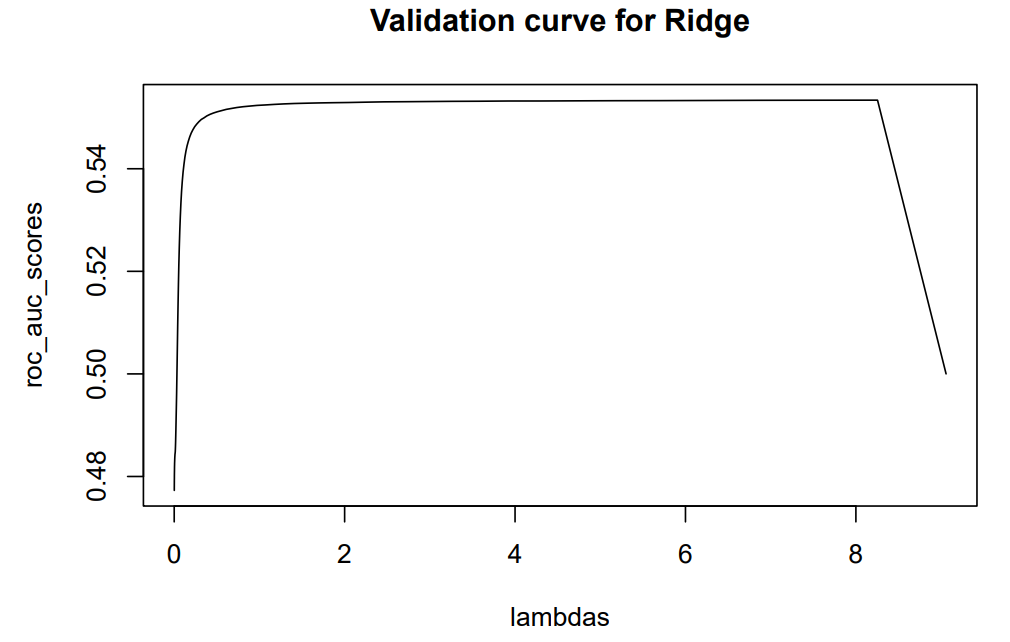 Validation curve for Ridge
roc_auc_scores
0.54
0.52
0.50
0.48
0 2 4 6 8
lambdas